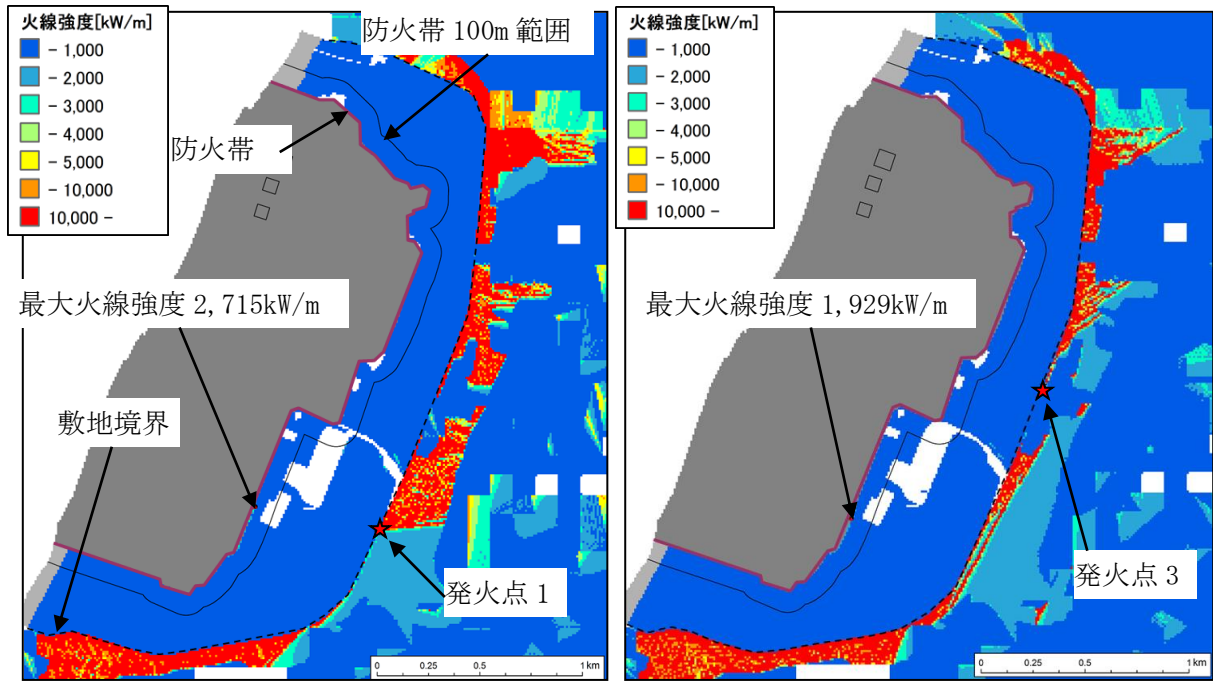 火線強度[kW/m]
- 1,000
- 2,000
- 3,000
- 4,000
- 5,000
- 10,000
10,000 -
防火帯 100m 範囲
防火帯
最大火線強度 2,715kW/m
敷地境界
発火点 1
0 0.25 0.5 1 km
火線強度[kW/m]
- 1,000
- 2,000
- 3,000
- 4,000
- 5,000
- 10,000
10,000 -
最大火線強度 1,929kW/m
発火点 3
0 0.25 0.5 1 km